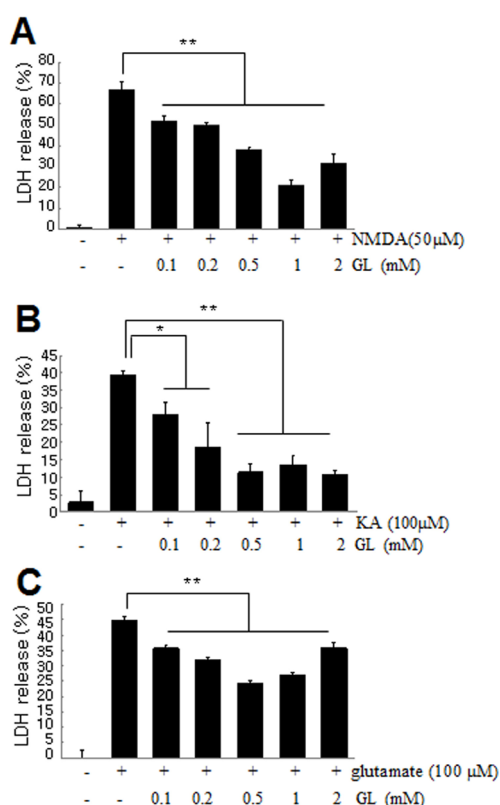 A
**
LDH release (%)
80
70
60
50
40
30
20
10
0
- + + + + + + NMDA(50μM)
- - 0.1 0.2 0.5 1 2 GL (mM)
B
**
*
LDH release (%)
45
40
35
30
25
20
15
10
5
0
- + + + + + + KA (100μM)
- - 0.1 0.2 0.5 1 2 GL (mM)
C
**
LDH release (%)
50
45
40
35
30
25
20
15
10
5
0
- + + + + + + glutamate (100 μM)
- - 0.1 0.2 0.5 1 2 GL (mM)